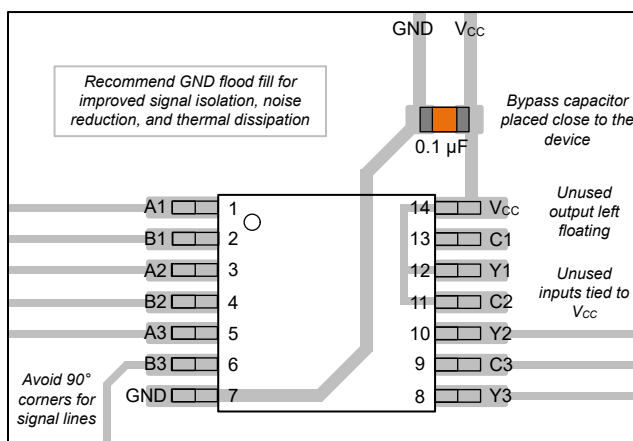 GND VCC
Recommend GND flood fill for
improved signal isolation, noise
reduction, and thermal dissipation
Bypass capacitor
placed close to the
device
0.1 µF
A1 1 14 VCC
B1 2 13 C1
A2 3 12 Y1
B2 4 11 C2
A3 5 10 Y2
B3 6 9 C3
GND 7 8 Y3
Unused
output left
floating
Unused
inputs tied to
VCC
Avoid 90°
corners for
signal lines